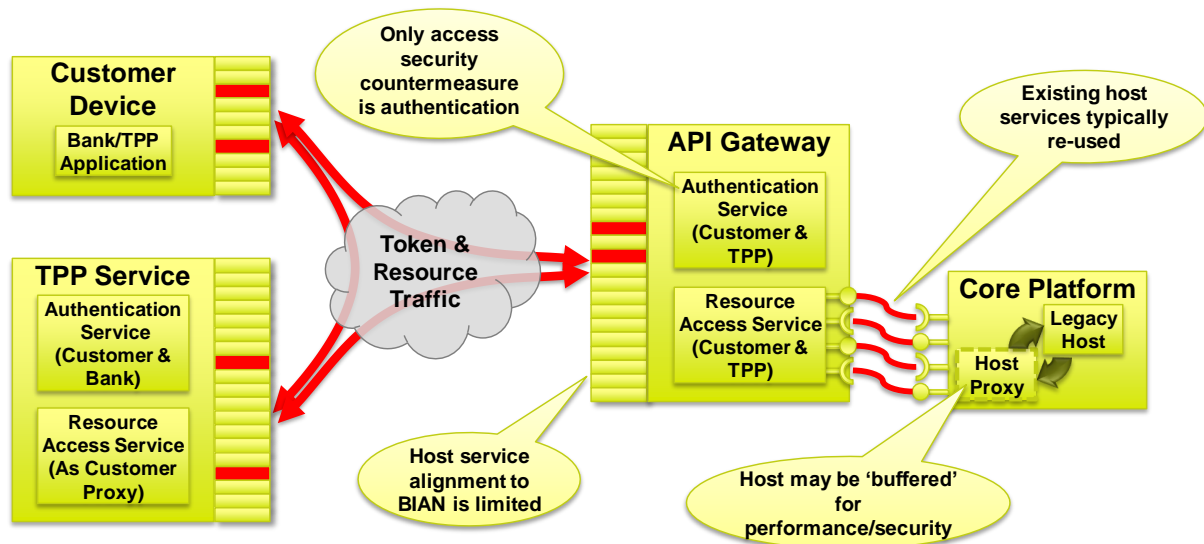 Customer
Device
Bank/TPP
Application
TPP Service
Authentication
Service
(Customer &
Bank)
Resource
Access Service
(As Customer
Proxy)
Token &
Resource
Traffic
Only access
security
countermeasure
is authentication
API Gateway
Authentication
Service
(Customer &
TPP)
Resource
Access Service
(Customer &
TPP)
Host service
alignment to
BIAN is limited
Existing host
services typically
re-used
Core Platform
Legacy
Host
Host
Proxy
Host may be ‘buffered’
for
performance/security